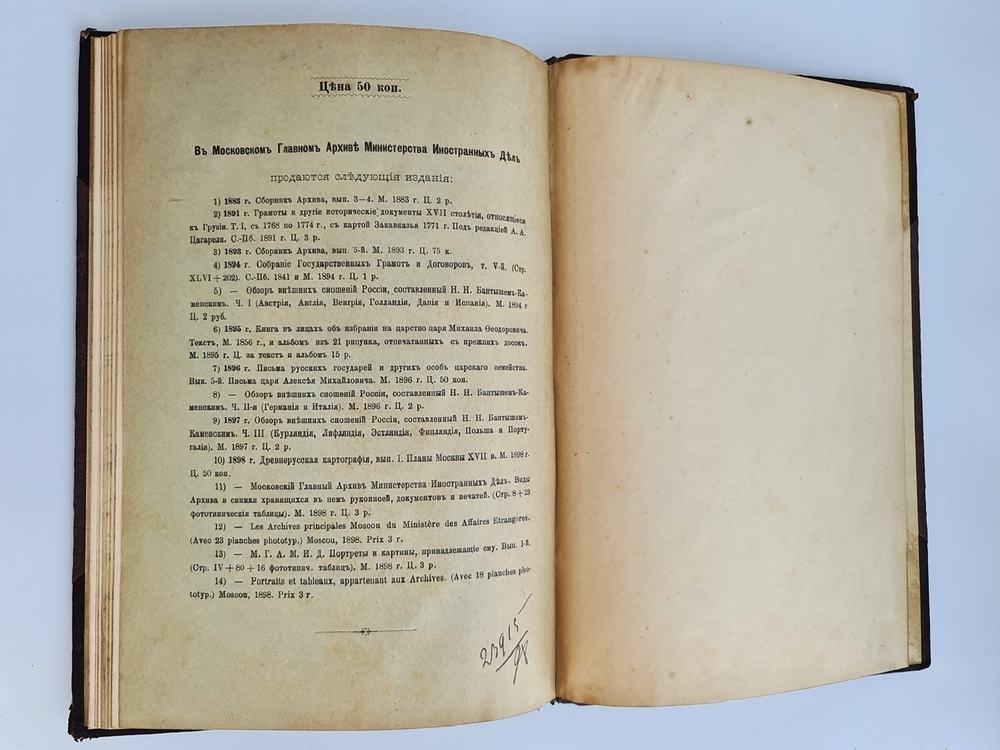 Цѣна 50 коп.
Въ Московскомъ Главномъ Архивѣ Министерства Иностранныхъ Дѣлъ
продаются слѣдующія изданія:
1) 1883 г. Сборник Архива, вып. 3—4. М. 1883 г. Ц. 2 р.
2) 1891 г. Грамоты и другіе историческіе документы XVII столѣтія, относящіеся
къ Грузіи. Т. I, съ 1768 по 1774 г., съ картой Закавказья 1771 г. Подъ редакціей А. А.
Цагарели. С.-Пб. 1891 г. Ц. 3 р.
3) 1893 г. Сборникъ Архива, вып. 5-й. М. 1893 г. Ц. 75 к.
4) 1894 г. Собраніе Государственныхъ Грамотъ и Договоровъ, т. V-й. (Стр.
XLVI + 202). С.-Пб. 1841 и М. 1894 г. Ц. 1 р.
5) — Обзоръ внѣшнихъ сношеній Россіи, составленный Н. Н. Бантышемъ-Ка-
менскимъ. Ч. I (Австрія, Англія, Венгрія, Голландія, Данія и Испанія). М. 1894 г
Ц. 2 руб.
6) 1895 г. Книга въ лицахъ объ избраніи на царство царя Михаила Ѳеодоровича.
Текстъ, М. 1856 г., и альбомъ изъ 21 рисунка, отпечатанныхъ съ прежнихъ досокъ.
М. 1895 г. Ц. за текстъ и альбомъ 15 р.
7) 1896 г. Письма русскихъ государей и другихъ особъ царскаго семейства.
Вып. 5-й. Письма царя Алексѣя Михайловича. М. 1896 г. Ц. 50 коп.
8) — Обзоръ внѣшнихъ сношеній Россіи, составленный Н. Н. Бантышемъ-Ка-
менскимъ. Ч. II-я (Германія и Италія). М. 1896 г. Ц. 2 р.
9) 1897 г. Обзоръ внѣшнихъ сношеній Россіи, составленный Н. Н. Бантышемъ-
Каменскимъ. Ч. III (Курляндія, Лифляндія, Эстляндія, Финляндія, Польша и Порту-
галія). М. 1897 г. Ц. 2 р.
10) 1898 г. Древнерусская картографія, вып. I. Планы Москвы XVII в. М. 1898 г.
Ц. 50 коп.
11) — Московскій Главный Архивъ Министерства Иностранныхъ Дѣлъ. Виды
Архива и снимки хранящихся въ немъ рукописей, документовъ и печатей. (Стр. 8 + 23
фототипическія таблицы). М. 1898 г. Ц. 3 р.
12) — Les Archives principales Moscou du Ministère des Affaires Etrangères.
(Avec 23 planches phototyp.) Moscou, 1898. Prix 3 r.
13) — М. Г. А. М. И. Д. Портреты и картины, принадлежащіе ему. Вып. I-й.
(Стр. IV + 80 + 16 фототипич. таблицъ). М. 1898 г. Ц. 3 р.
14) — Portraits et tableaux, appartenant aux Archives. (Avec 18 planches pho-
totyp.) Moscou, 1898. Prix 3 r.
23915
98